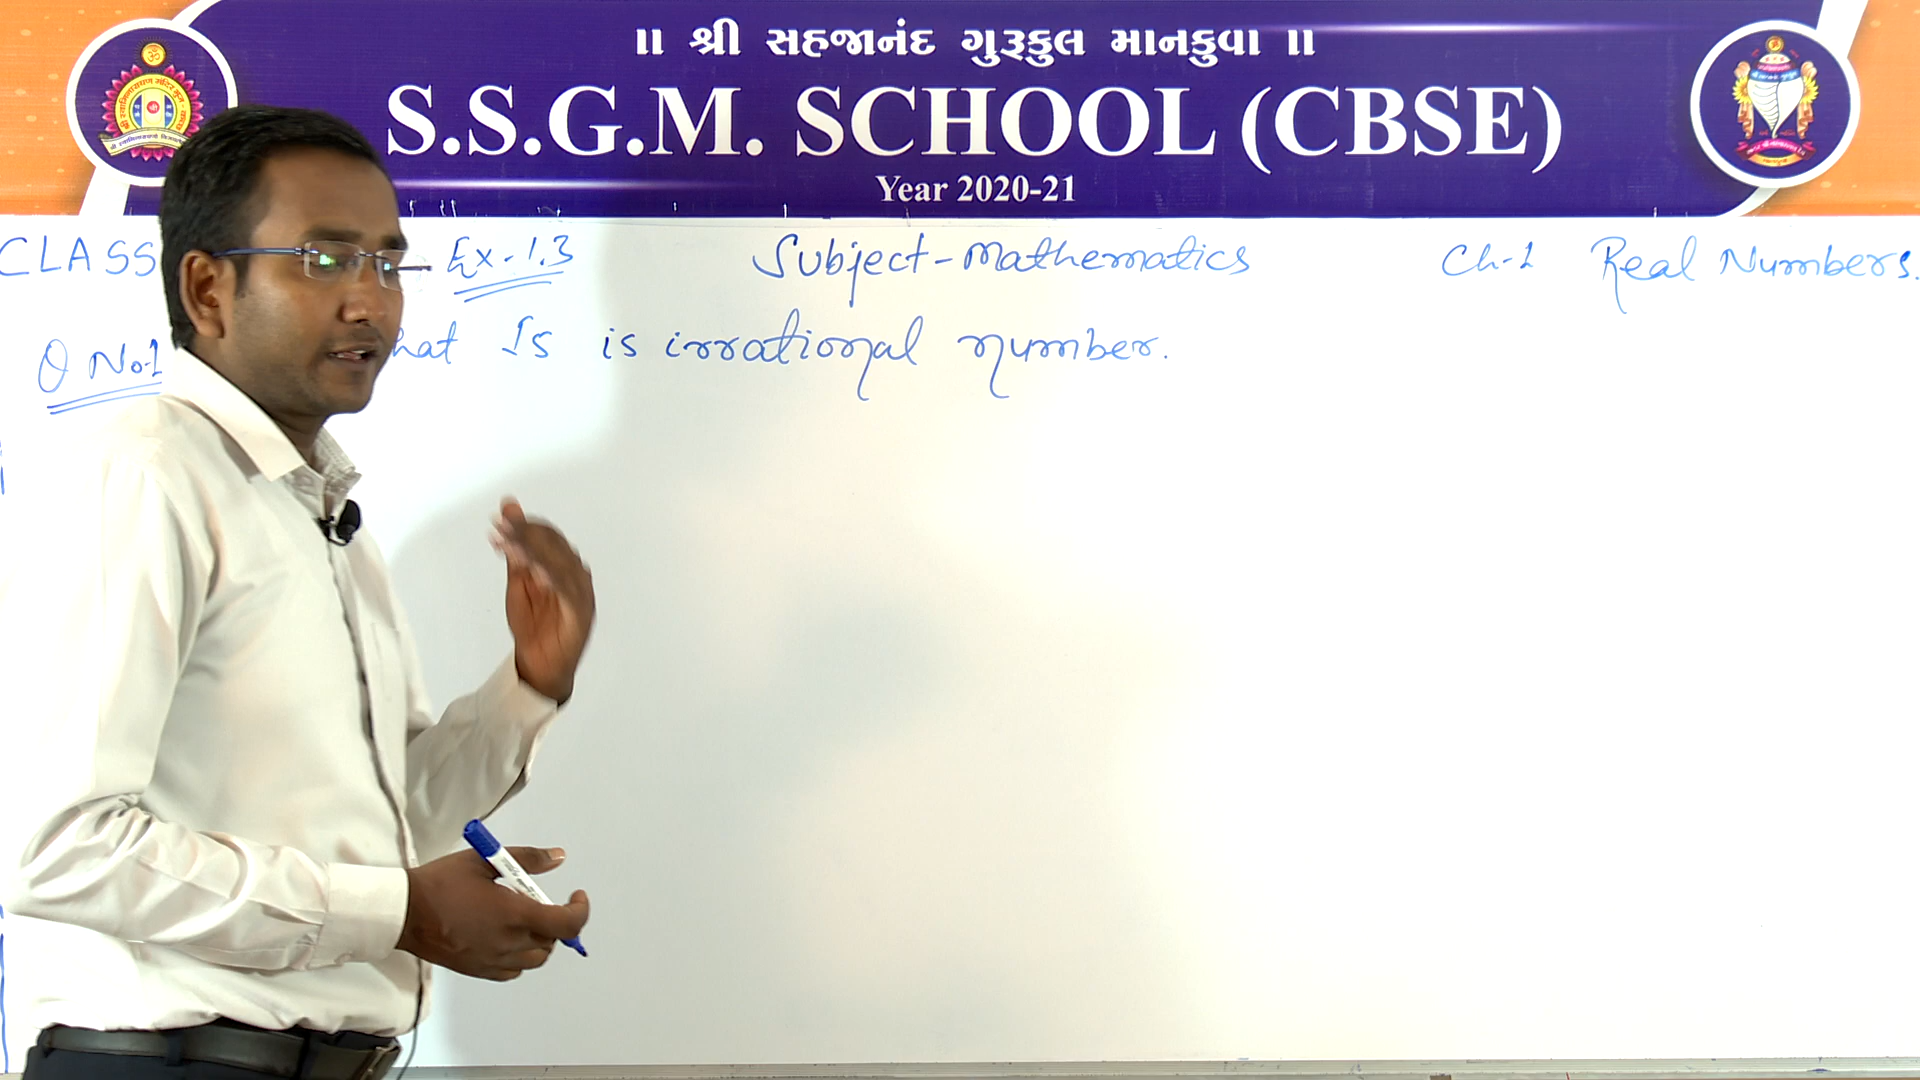 ॥ શ્રી સહજાનંદ ગુરૂકુલ માનકુવા ॥
S.S.G.M. SCHOOL (CBSE)
Year 2020-21
CLASS Ex-1.3 Subject-Mathematics Ch-1 Real Numbers.
Q No.1 hat √5 is irrational number.